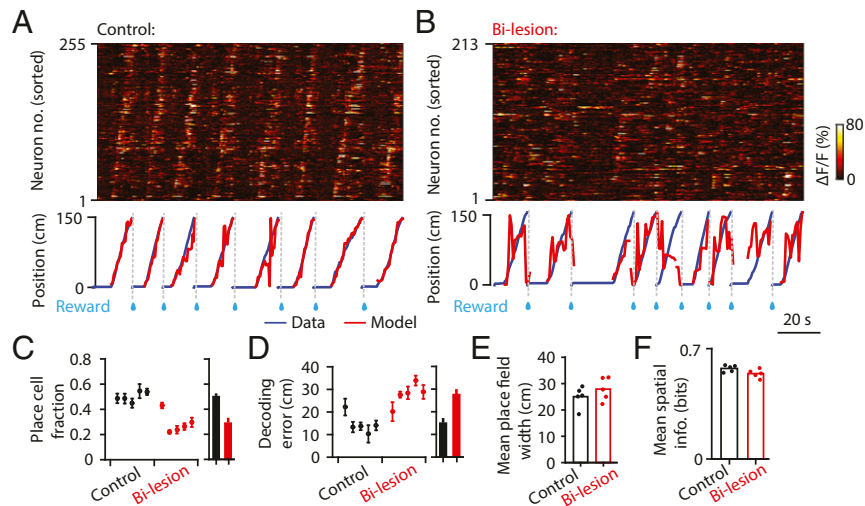 A
Control:
255
Neuron no. (sorted)
1
150
Position (cm)
0
Reward
Data
Model
B
Bi-lesion:
213
Neuron no. (sorted)
1
150
Position (cm)
0
Reward
80
ΔF/F (%)
0
20 s
C
0.8
0.6
0.4
0.2
0
Place cell
fraction
Control
Bi-lesion
D
40
30
20
10
0
Decoding
error (cm)
Control
Bi-lesion
E
40
30
20
10
0
Mean place field
width (cm)
Control
Bi-lesion
F
0.7
0
Mean spatial
info. (bits)
Control
Bi-lesion